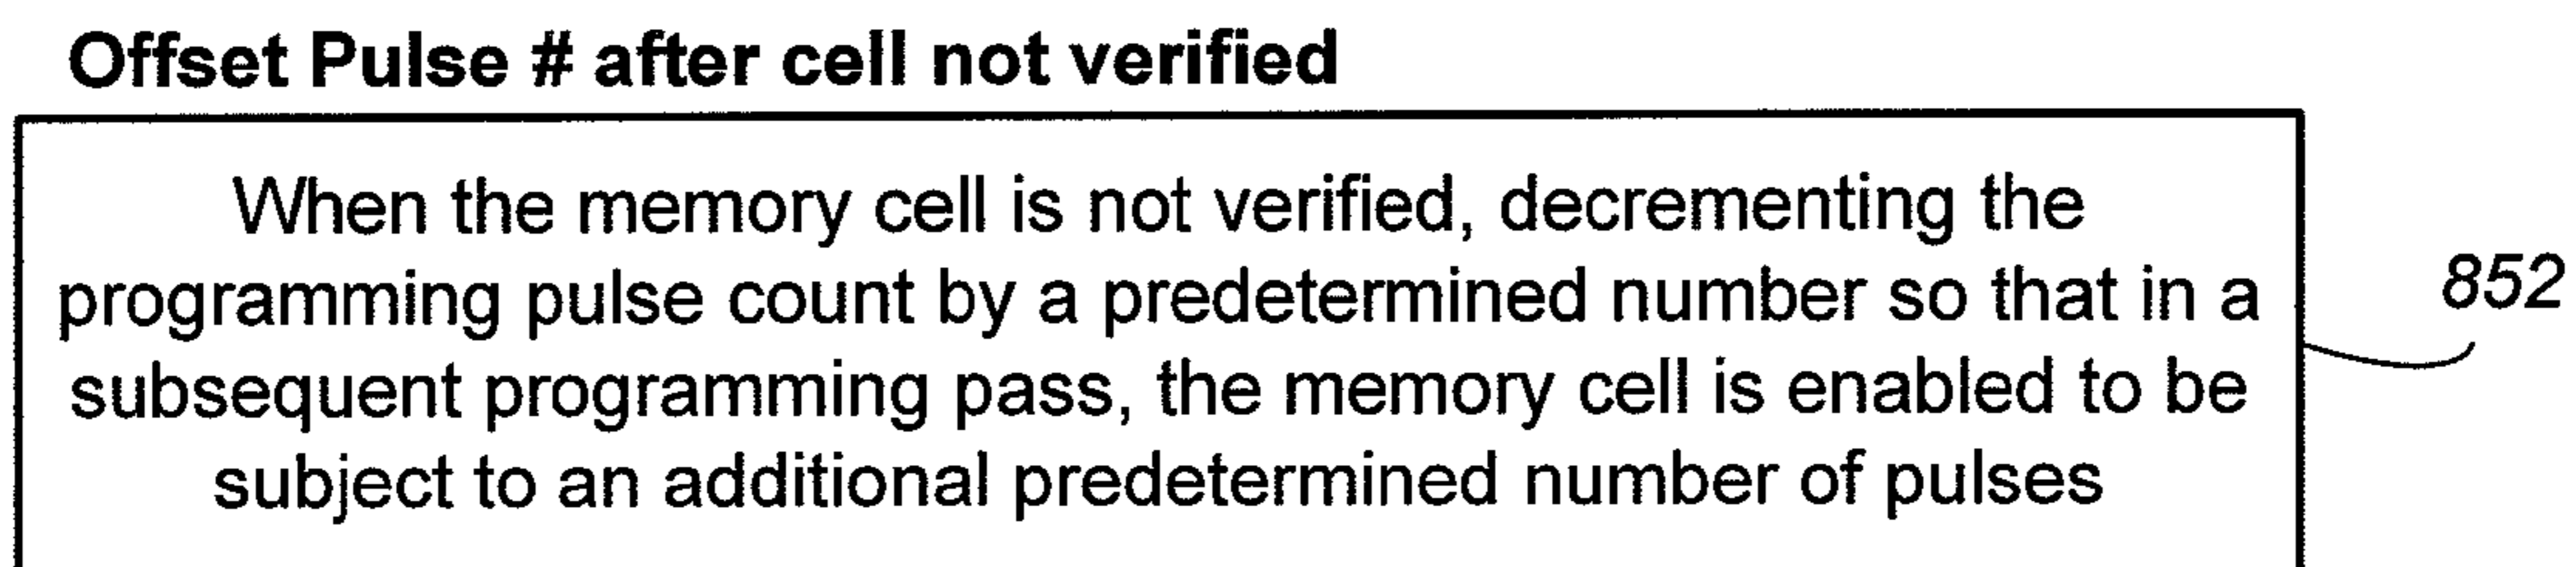 Offset Pulse # after cell not verified
When the memory cell is not verified, decrementing the
programming pulse count by a predetermined number so that in a
subsequent programming pass, the memory cell is enabled to be
subject to an additional predetermined number of pulses
852